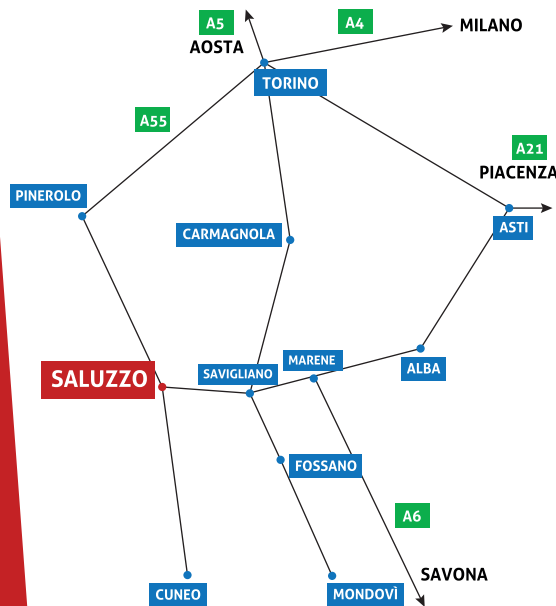 A5
A4
MILANO
AOSTA
TORINO
A55
A21
PIACENZA
PINEROLO
CARMAGNOLA
ASTI
MARENE
ALBA
SALUZZO
SAVIGLIANO
FOSSANO
A6
SAVONA
CUNEO
MONDOVÌ